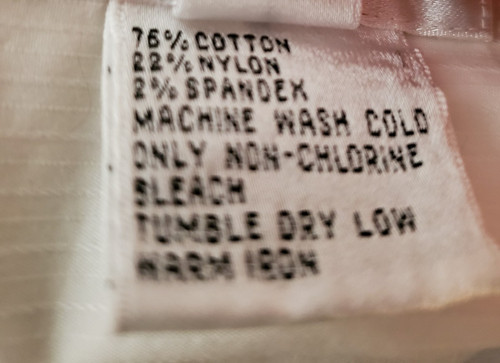 76% COTTON
22% NYLON
2% SPANDEX
MACHINE WASH COLD
ONLY NON-CHLORINE
BLEACH
TUMBLE DRY LOW
WARM IRON